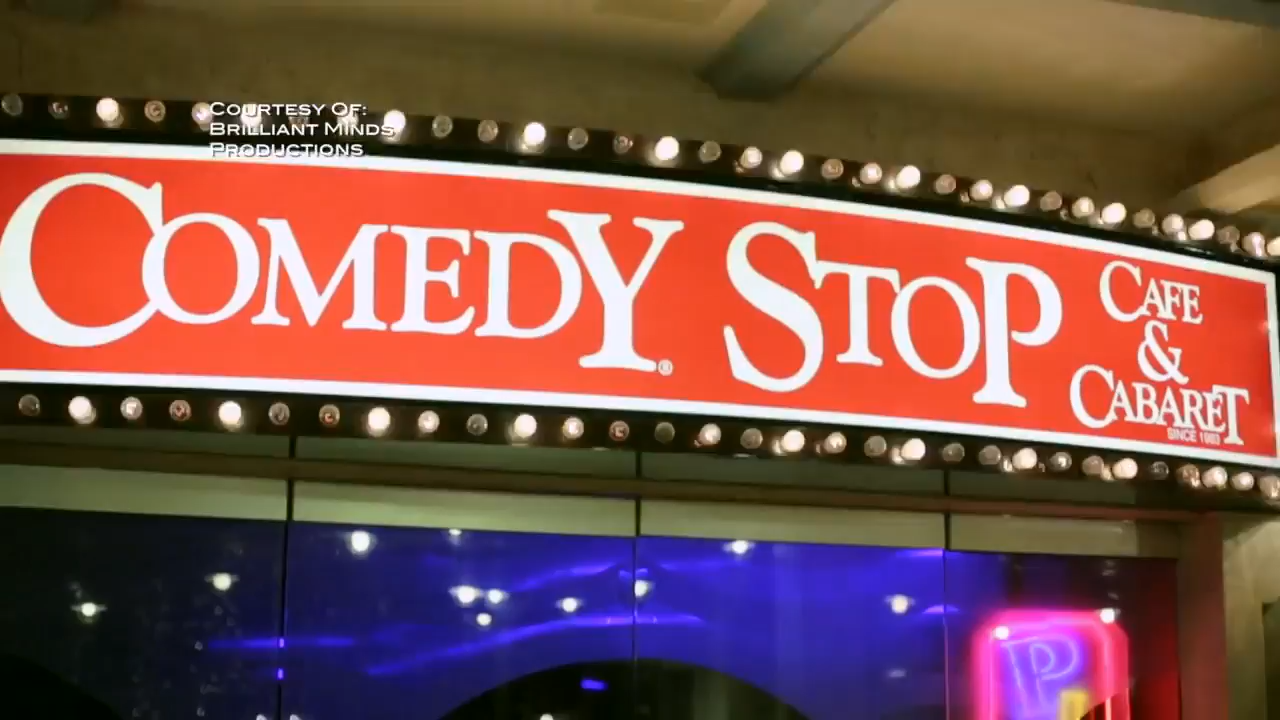 COURTESY OF:
BRILLIANT MINDS
PRODUCTIONS
COMEDY STOP®
CAFE
&
CABARET
SINCE 1983
P